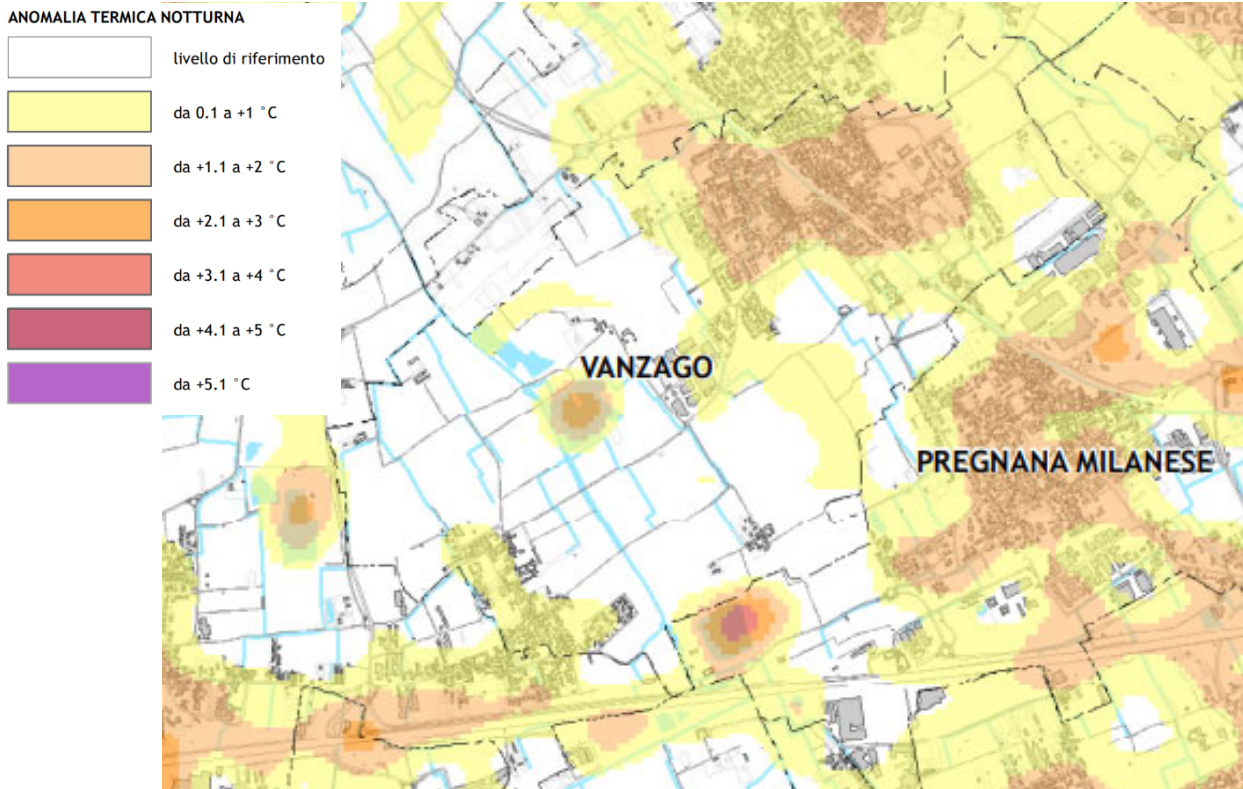 ANOMALIA TERMICA NOTTURNA
livello di riferimento
da 0.1 a +1 °C
da +1.1 a +2 °C
da +2.1 a +3 °C
da +3.1 a +4 °C
da +4.1 a +5 °C
da +5.1 °C
VANZAGO
PREGNANA MILANESE